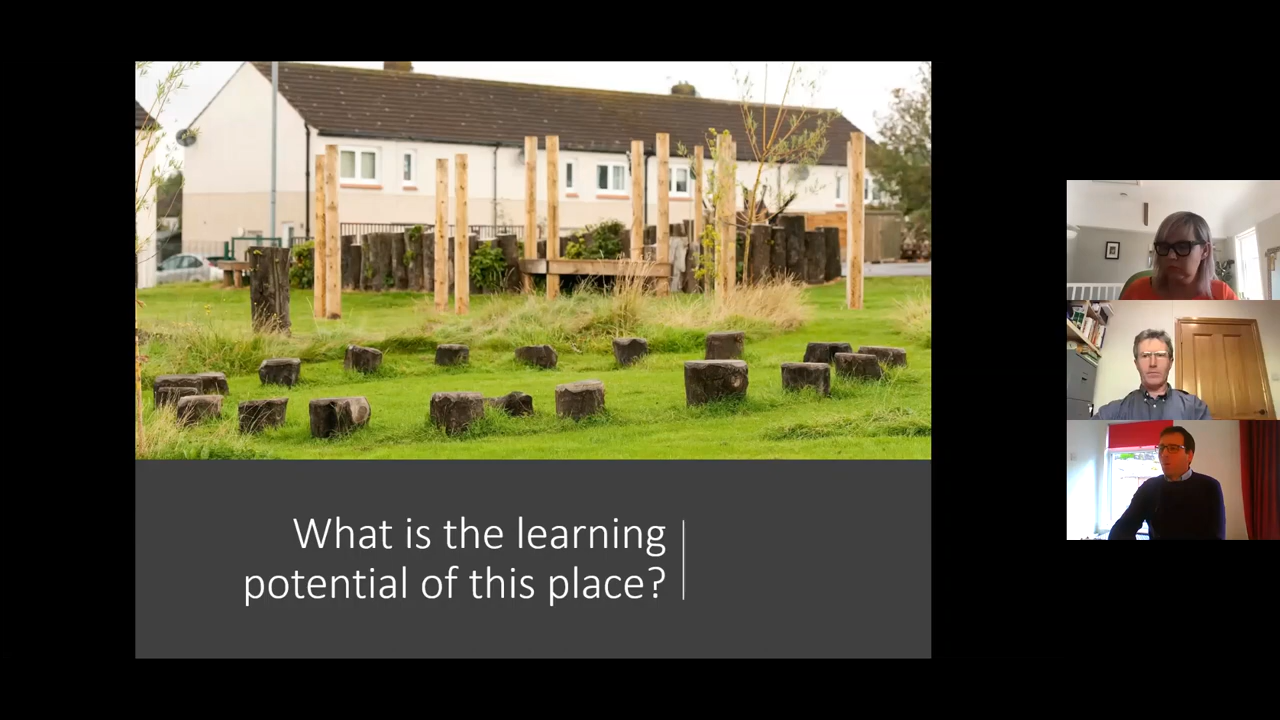 What is the learning
potential of this place?